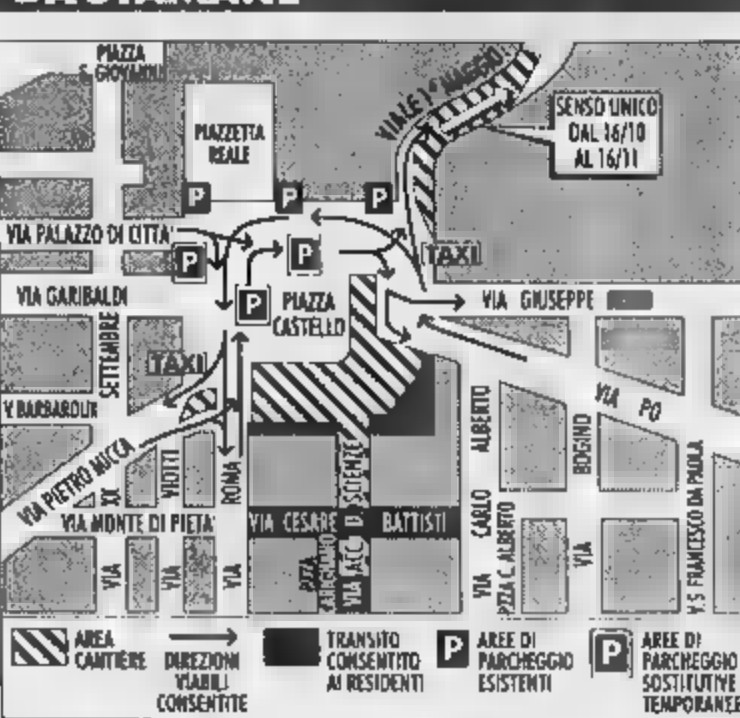 PIAZZA
S. GIOVANNI
PIAZZETTA
REALE
VIALE 1° MAGGIO
SENSO UNICO
DAL 16/10
AL 16/11
P
P
P
VIA PALAZZO DI CITTA'
P
P
TAXI
VIA GARIBALDI
P
PIAZZA
CASTELLO
VIA GIUSEPPE
SETTEMBRE
TAXI
V. BARBAROUX
VIA PO
ALBERTO
BOGINO
VIA PIETRO MICCA
XX
VIOTTI
ROMA
D. SCIENZE
CARLO
V. S. FRANCESCO DA PAOLA
VIA MONTE DI PIETA'
VIA CESARE BATTISTI
P.ZZA C. ALBERTO
VIA
VIA
VIA
P.ZZA
CARIGNANO
VIA ACC.
VIA
VIA
AREA
CANTIERE
DIREZIONI
VIABILI
CONSENTITE
TRANSITO
CONSENTITO
AI RESIDENTI
P
AREE DI
PARCHEGGIO
ESISTENTI
P
AREE DI
PARCHEGGIO
SOSTITUTIVE
TEMPORANEE